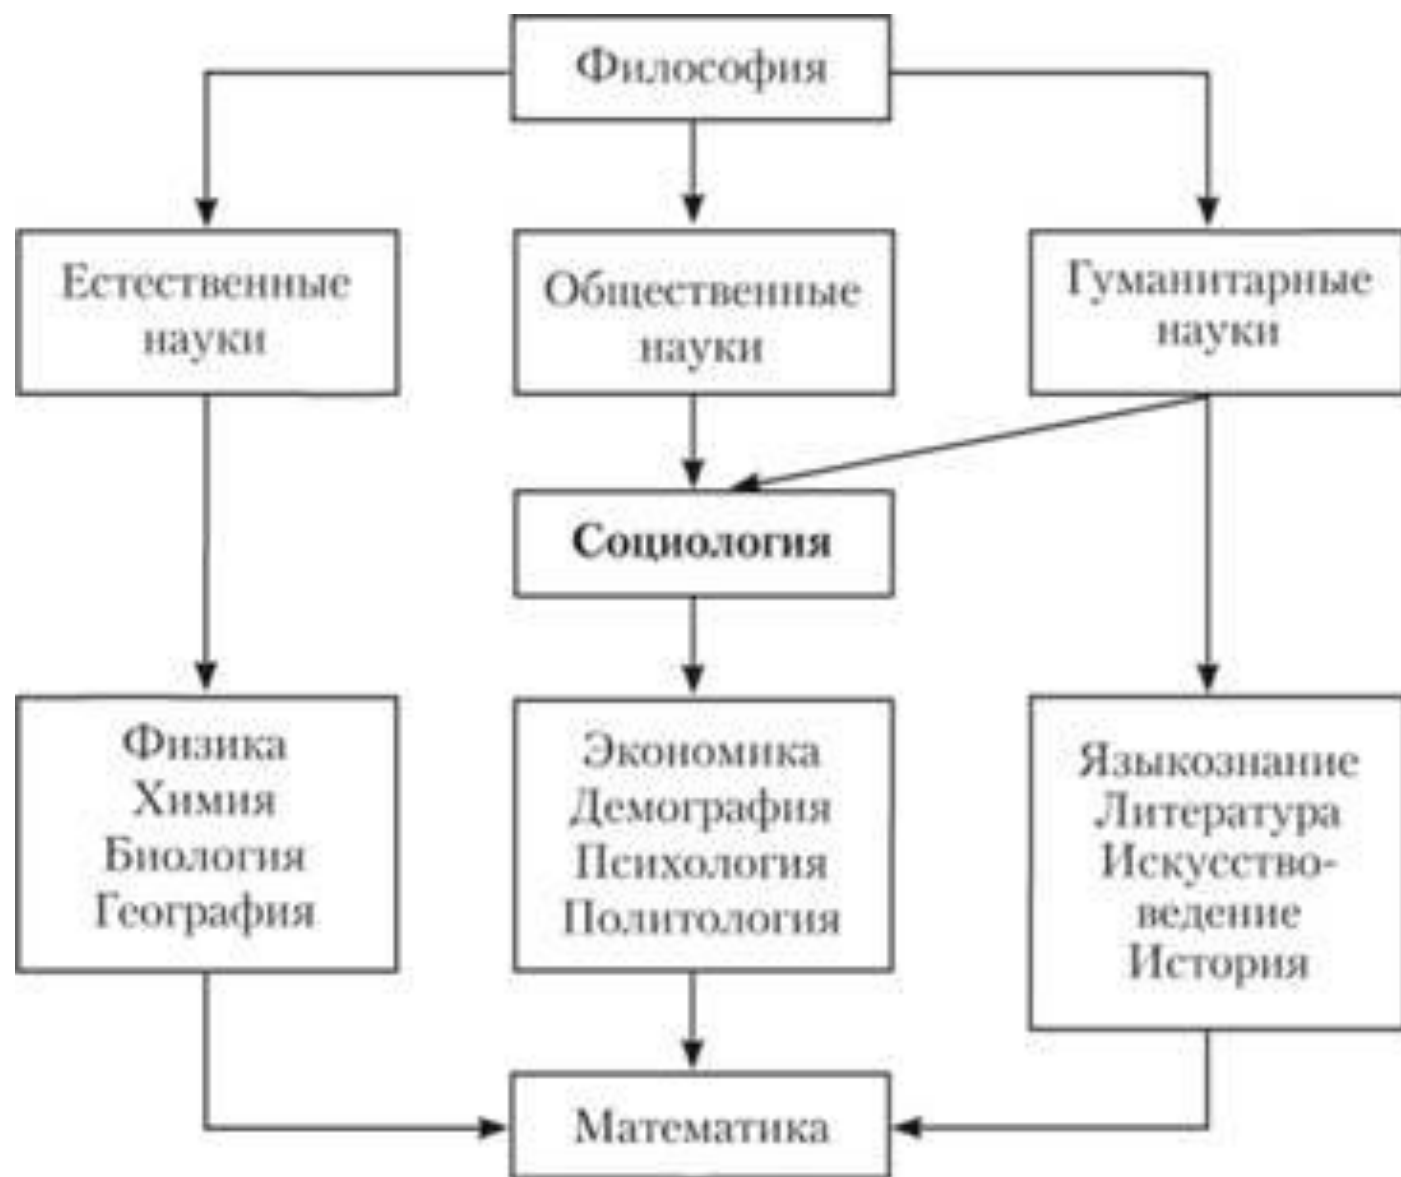 Философия
Естественные
науки
Общественные
науки
Гуманитарные
науки
Социология
Физика
Химия
Биология
География
Экономика
Демография
Психология
Политология
Языкознание
Литература
Искусство-
ведение
История
Математика